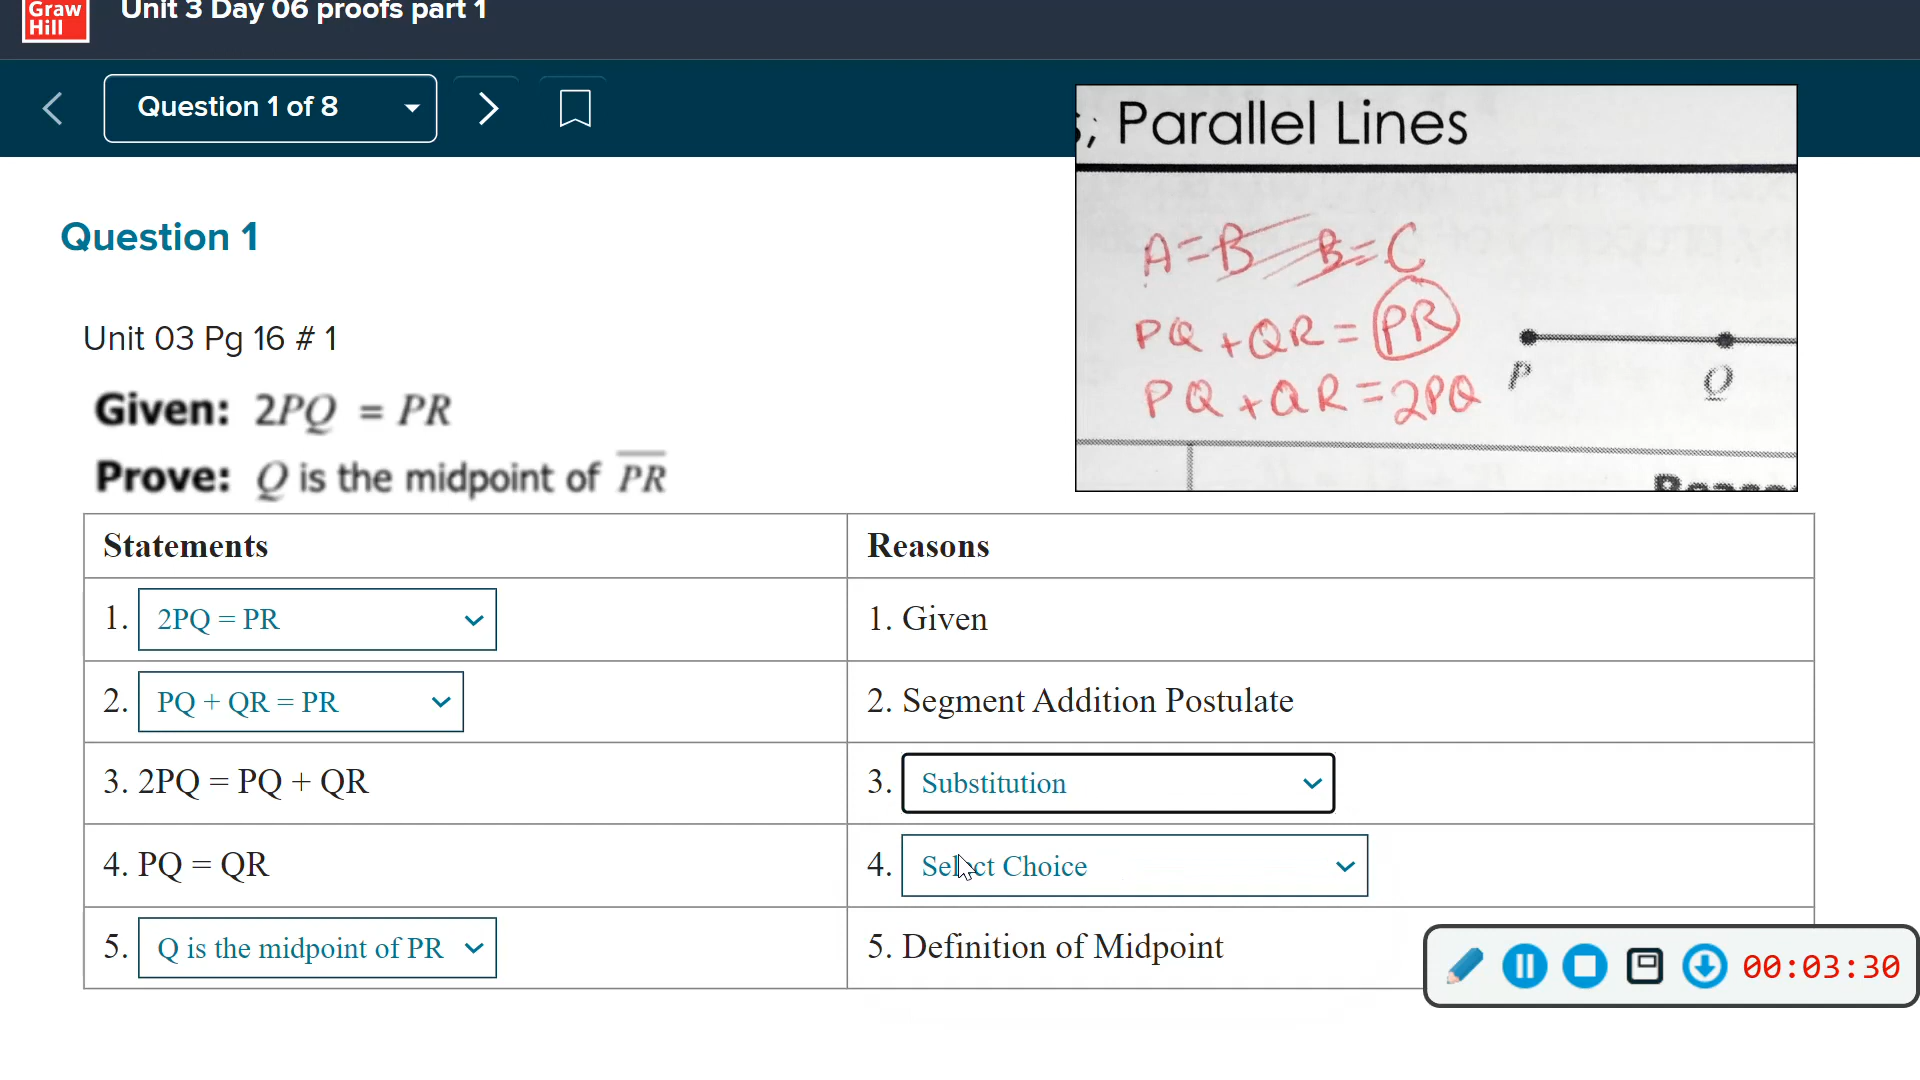 Graw
Hill
Unit 3 Day 06 proofs part 1
Question 1 of 8
; Parallel Lines
A = B B = C
PQ + QR = PR
PQ + QR = 2PQ
P Q
Question 1
Unit 03 Pg 16 # 1
Given: 2PQ = PR
Prove: Q is the midpoint of PR
Statements Reasons
1. 2PQ = PR 1. Given
2. PQ + QR = PR 2. Segment Addition Postulate
3. 2PQ = PQ + QR 3. Substitution
4. PQ = QR 4. Select Choice
5. Q is the midpoint of PR 5. Definition of Midpoint
00:03:30